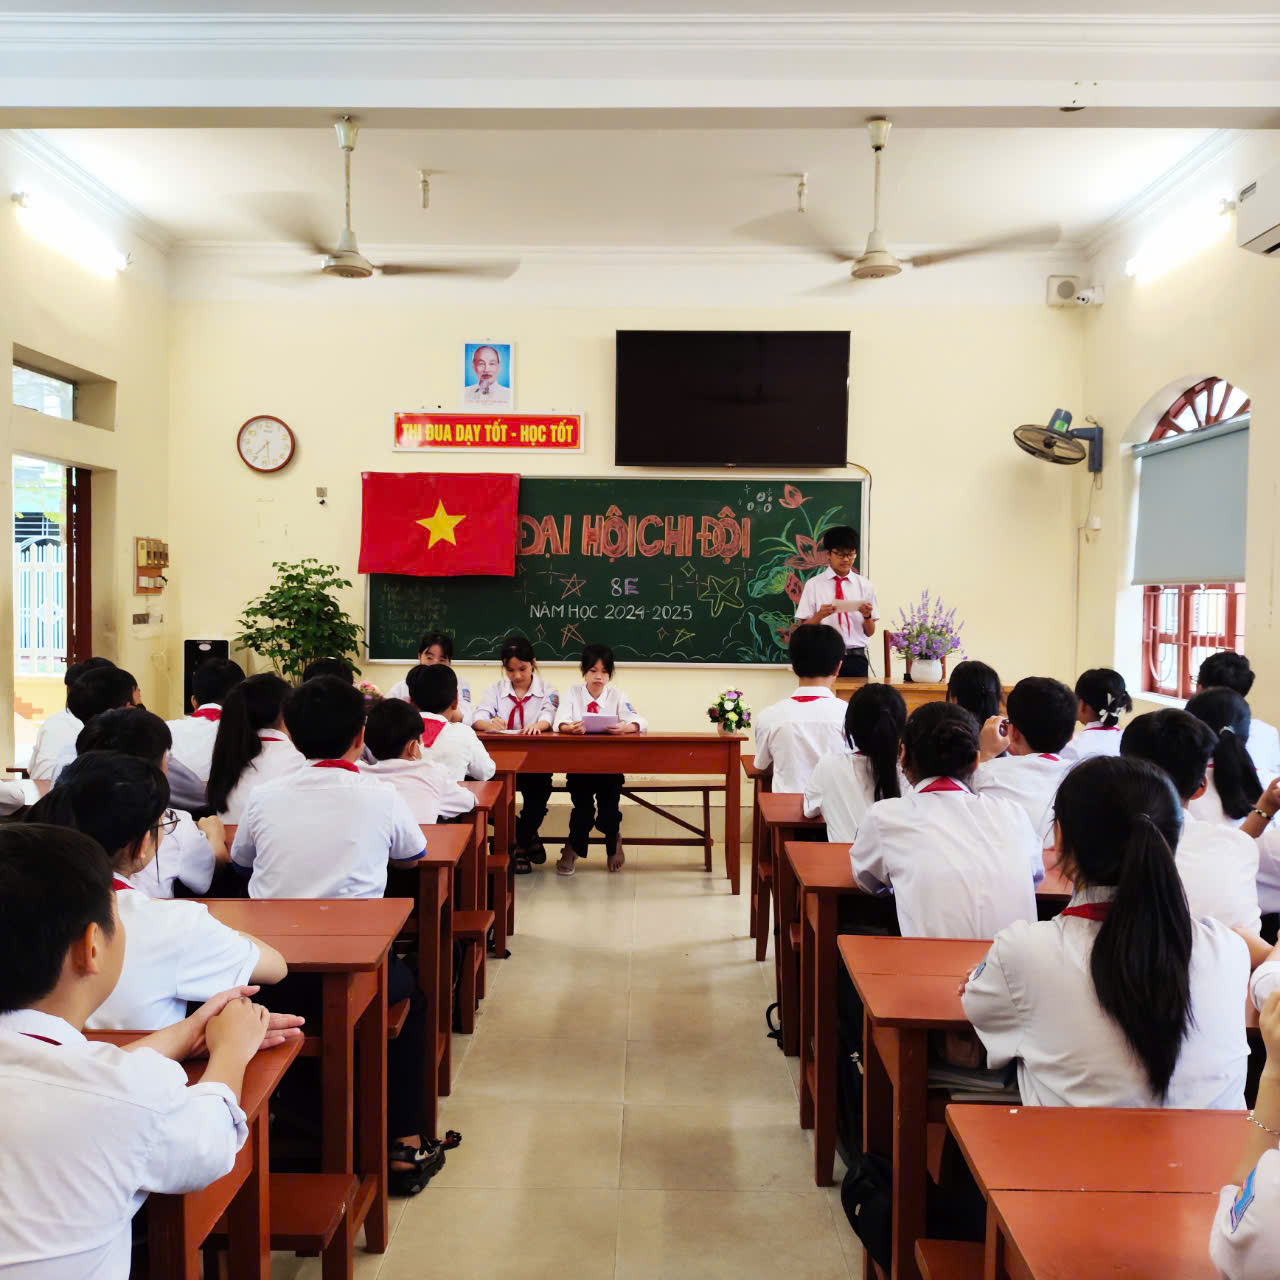 THI ĐUA DẠY TỐT - HỌC TỐT
ĐẠI HỘI CHI ĐỘI
8E
NĂM HỌC 2024-2025